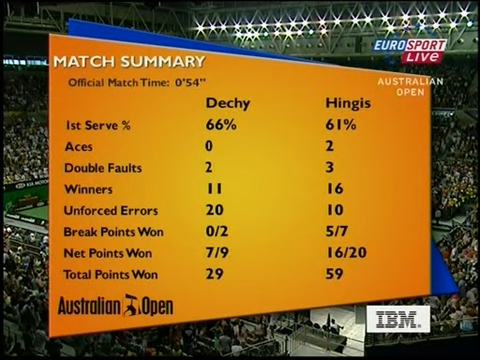 EUROSPORT
LIVE
AUSTRALIAN
OPEN
MATCH SUMMARY
Official Match Time: 0'54"
Dechy Hingis
1st Serve % 66% 61%
Aces 0 2
Double Faults 2 3
Winners 11 16
Unforced Errors 20 10
Break Points Won 0/2 5/7
Net Points Won 7/9 16/20
Total Points Won 29 59
Australian Open
IBM.